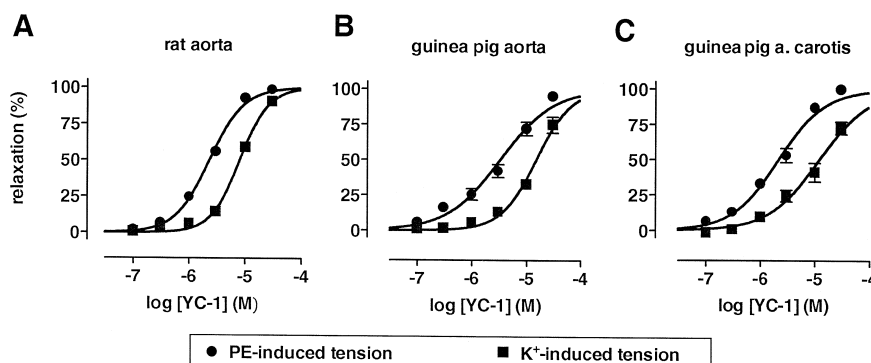 A
rat aorta
B
guinea pig aorta
C
guinea pig a. carotis
relaxation (%)
100
75
50
25
0
-7
-6
-5
-4
log [YC-1] (M)
100
75
50
25
0
-7
-6
-5
-4
log [YC-1] (M)
100
75
50
25
0
-7
-6
-5
-4
log [YC-1] (M)
PE-induced tension
K⁺-induced tension